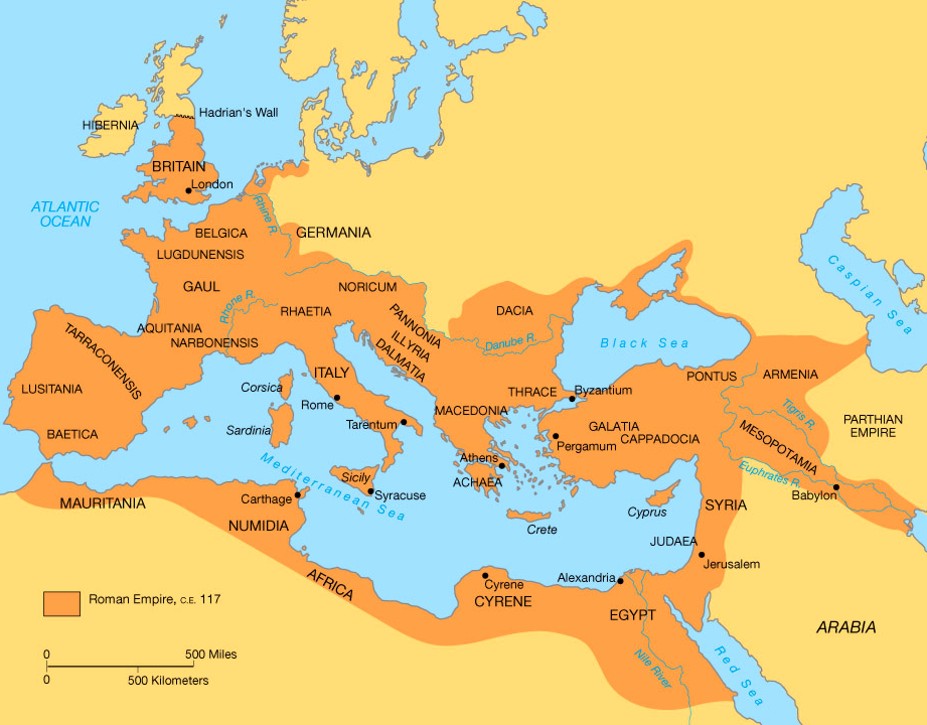 Hadrian's Wall
HIBERNIA
BRITAIN
London
ATLANTIC
OCEAN
Rhine R.
BELGICA
GERMANIA
LUGDUNENSIS
GAUL
NORICUM
Rhone R.
RHAETIA
DACIA
Caspian Sea
AQUITANIA
NARBONENSIS
PANNONIA
ILLYRIA
DALMATIA
Danube R.
Black Sea
TARRACONENSIS
LUSITANIA
BAETICA
Corsica
ITALY
Rome
Sardinia
Tarentum
THRACE
Byzantium
PONTUS
ARMENIA
MACEDONIA
Tigris R.
PARTHIAN
EMPIRE
GALATIA
CAPPADOCIA
Pergamum
MESOPOTAMIA
Athens
ACHAEA
Mediterranean Sea
Sicily
Syracuse
Euphrates R.
Babylon
MAURITANIA
Carthage
NUMIDIA
Crete
Cyprus
SYRIA
JUDAEA
Jerusalem
AFRICA
Cyrene
CYRENE
Alexandria
EGYPT
Nile River
Red Sea
ARABIA
Roman Empire, C.E. 117
0 500 Miles
0 500 Kilometers